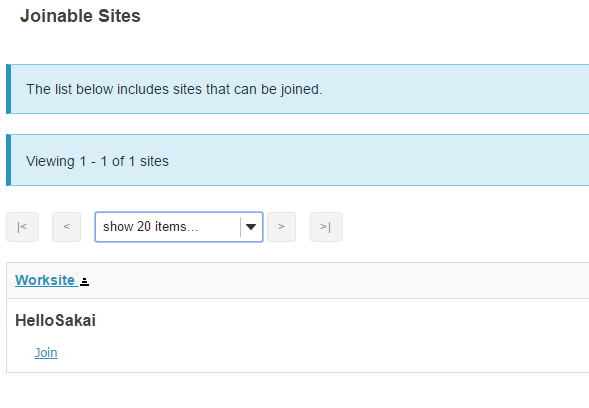 Joinable Sites
The list below includes sites that can be joined.
Viewing 1 - 1 of 1 sites
|< < show 20 items... > >|
Worksite
HelloSakai
Join